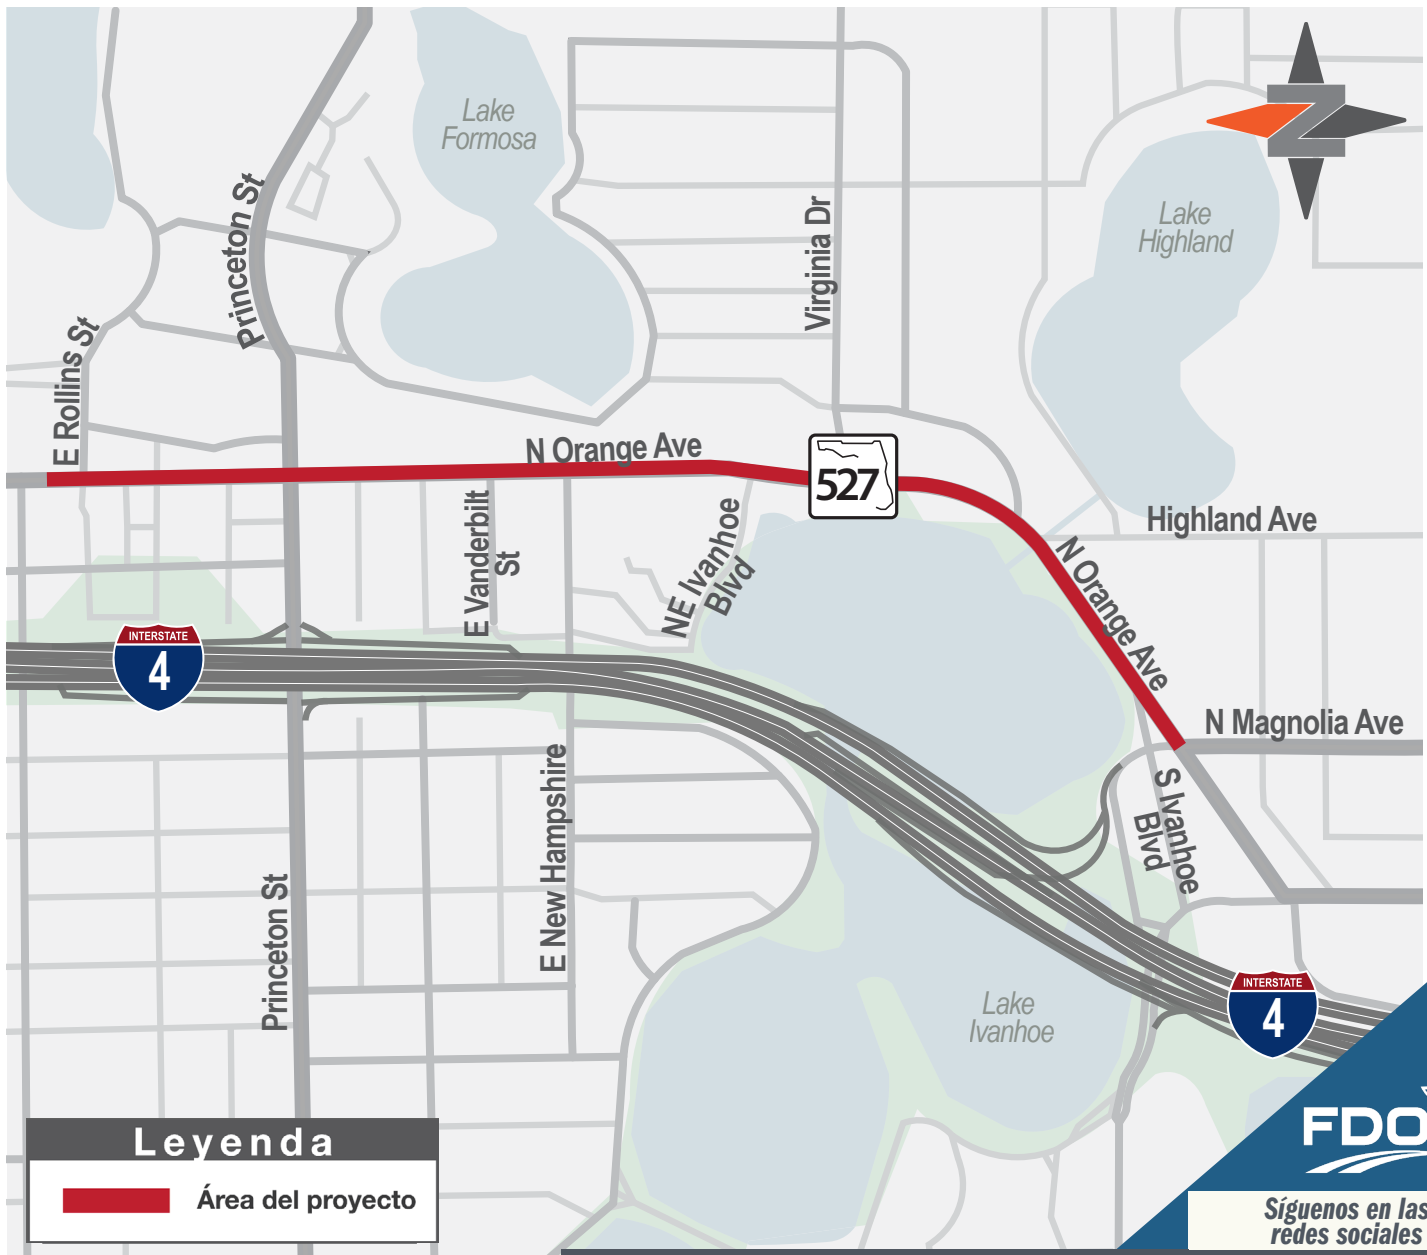 Lake
Formosa
Princeton St
Virginia Dr
Lake
Highland
E Rollins St
N Orange Ave
527
E Vanderbilt
St
NE Ivanhoe
Blvd
Highland Ave
N Orange Ave
INTERSTATE
4
N Magnolia Ave
S Ivanhoe
Blvd
E New Hampshire
Princeton St
Lake
Ivanhoe
INTERSTATE
4
Leyenda
Área del proyecto
FDO
Síguenos en las
redes sociales